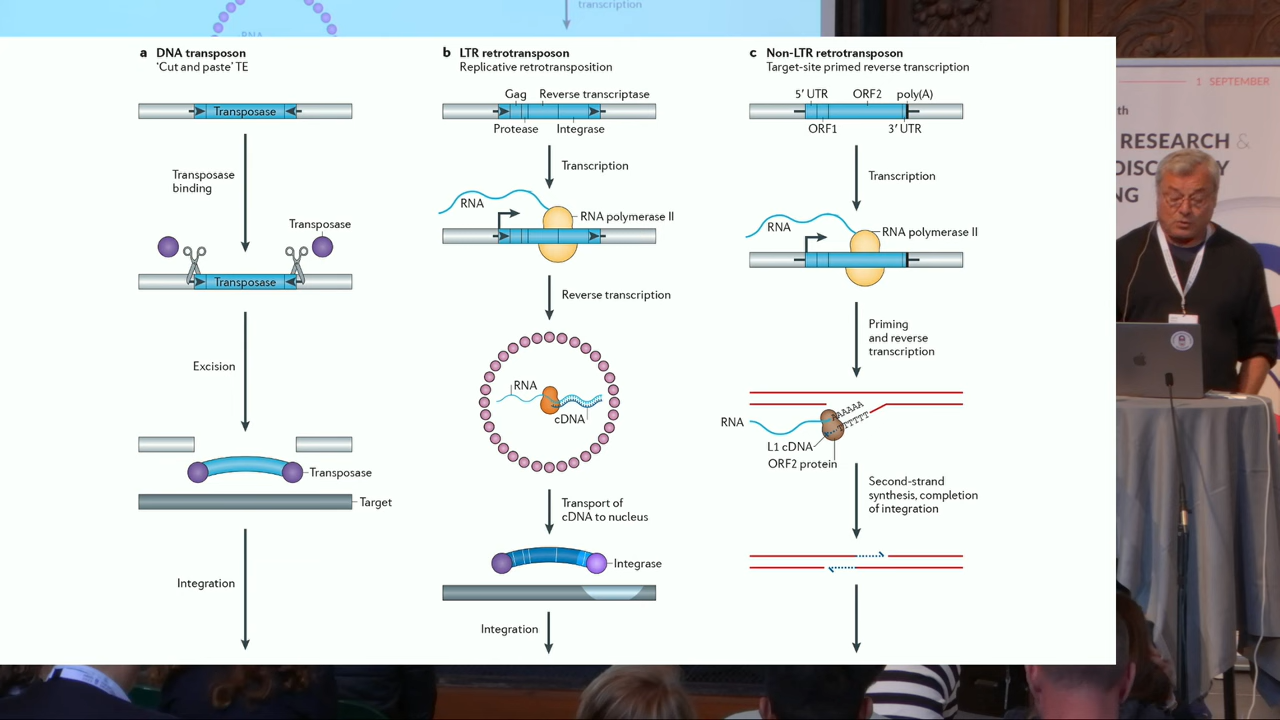 transcription
RNA
a DNA transposon
'Cut and paste' TE
Transposase
Transposase
binding
Transposase
Transposase
Excision
Transposase
Target
Integration
b LTR retrotransposon
Replicative retrotransposition
Gag Reverse transcriptase
Protease Integrase
Transcription
RNA
RNA polymerase II
Reverse transcription
RNA
cDNA
Transport of
cDNA to nucleus
Integrase
Integration
c Non-LTR retrotransposon
Target-site primed reverse transcription
5′ UTR ORF2 poly(A)
ORF1 3′ UTR
Transcription
RNA
RNA polymerase II
Priming
and reverse
transcription
AAAAAA
TTTTTT
RNA
L1 cDNA
ORF2 protein
Second-strand
synthesis, completion
of integration
1 SEPTEMBER
th
RESEARCH &
NG